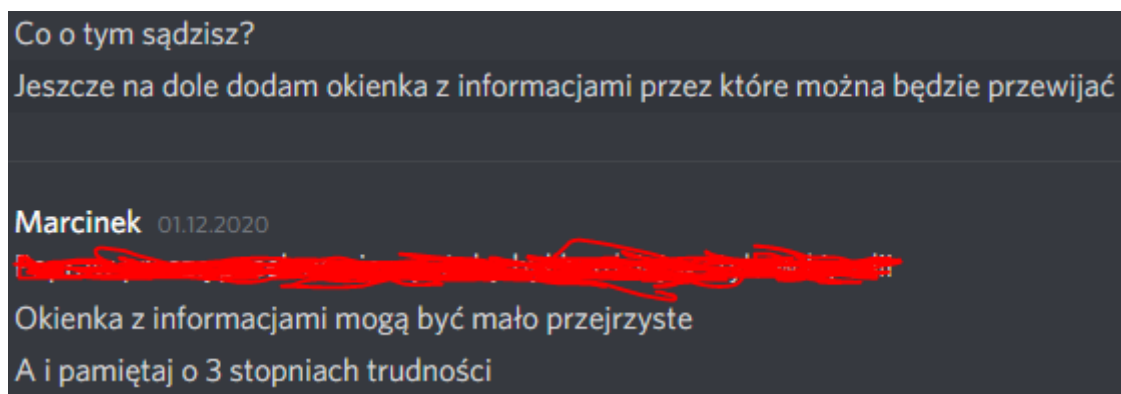 Co o tym sądzisz?
Jeszcze na dole dodam okienka z informacjami przez które można będzie przewijać
Marcinek 01.12.2020
Okienka z informacjami mogą być mało przejrzyste
A i pamiętaj o 3 stopniach trudności